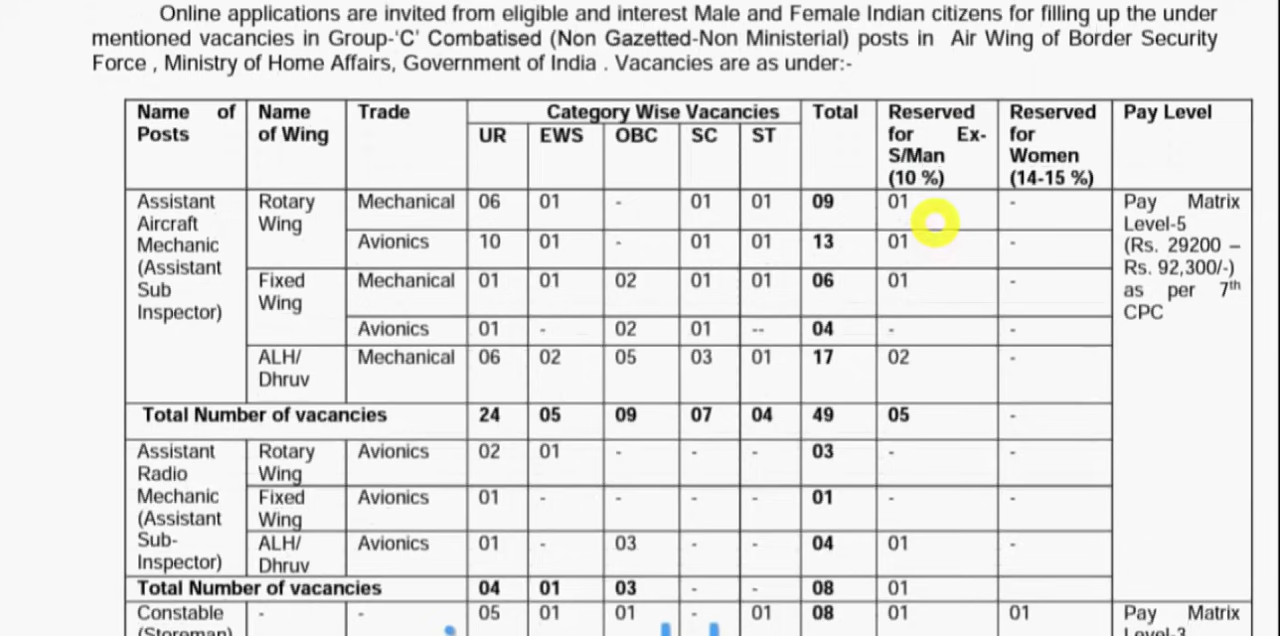 Online applications are invited from eligible and interest Male and Female Indian citizens for filling up the under
mentioned vacancies in Group-'C' Combatised (Non Gazetted-Non Ministerial) posts in Air Wing of Border Security
Force , Ministry of Home Affairs, Government of India . Vacancies are as under:-
Name of Posts | Name of Wing | Trade | Category Wise Vacancies | Total | Reserved for Ex-S/Man (10 %) | Reserved for Women (14-15 %) | Pay Level
UR | EWS | OBC | SC | ST
Assistant Aircraft Mechanic (Assistant Sub Inspector) | Rotary Wing | Mechanical | 06 | 01 | - | 01 | 01 | 09 | 01 | - | Pay Matrix Level-5 (Rs. 29200 – Rs. 92,300/-) as per 7th CPC
Avionics | 10 | 01 | - | 01 | 01 | 13 | 01 | -
Fixed Wing | Mechanical | 01 | 01 | 02 | 01 | 01 | 06 | 01 | -
Avionics | 01 | - | 02 | 01 | -- | 04 | - | -
ALH/ Dhruv | Mechanical | 06 | 02 | 05 | 03 | 01 | 17 | 02 | -
Total Number of vacancies | 24 | 05 | 09 | 07 | 04 | 49 | 05 | -
Assistant Radio Mechanic (Assistant Sub-Inspector) | Rotary Wing | Avionics | 02 | 01 | - | - | - | 03 | - | -
Fixed Wing | Avionics | 01 | - | - | - | - | 01 | - | -
ALH/ Dhruv | Avionics | 01 | - | 03 | - | - | 04 | 01 | -
Total Number of vacancies | 04 | 01 | 03 | - | - | 08 | 01
Constable (Storeman) | - | - | 05 | 01 | 01 | - | 01 | 08 | 01 | 01 | Pay Matrix Level-3